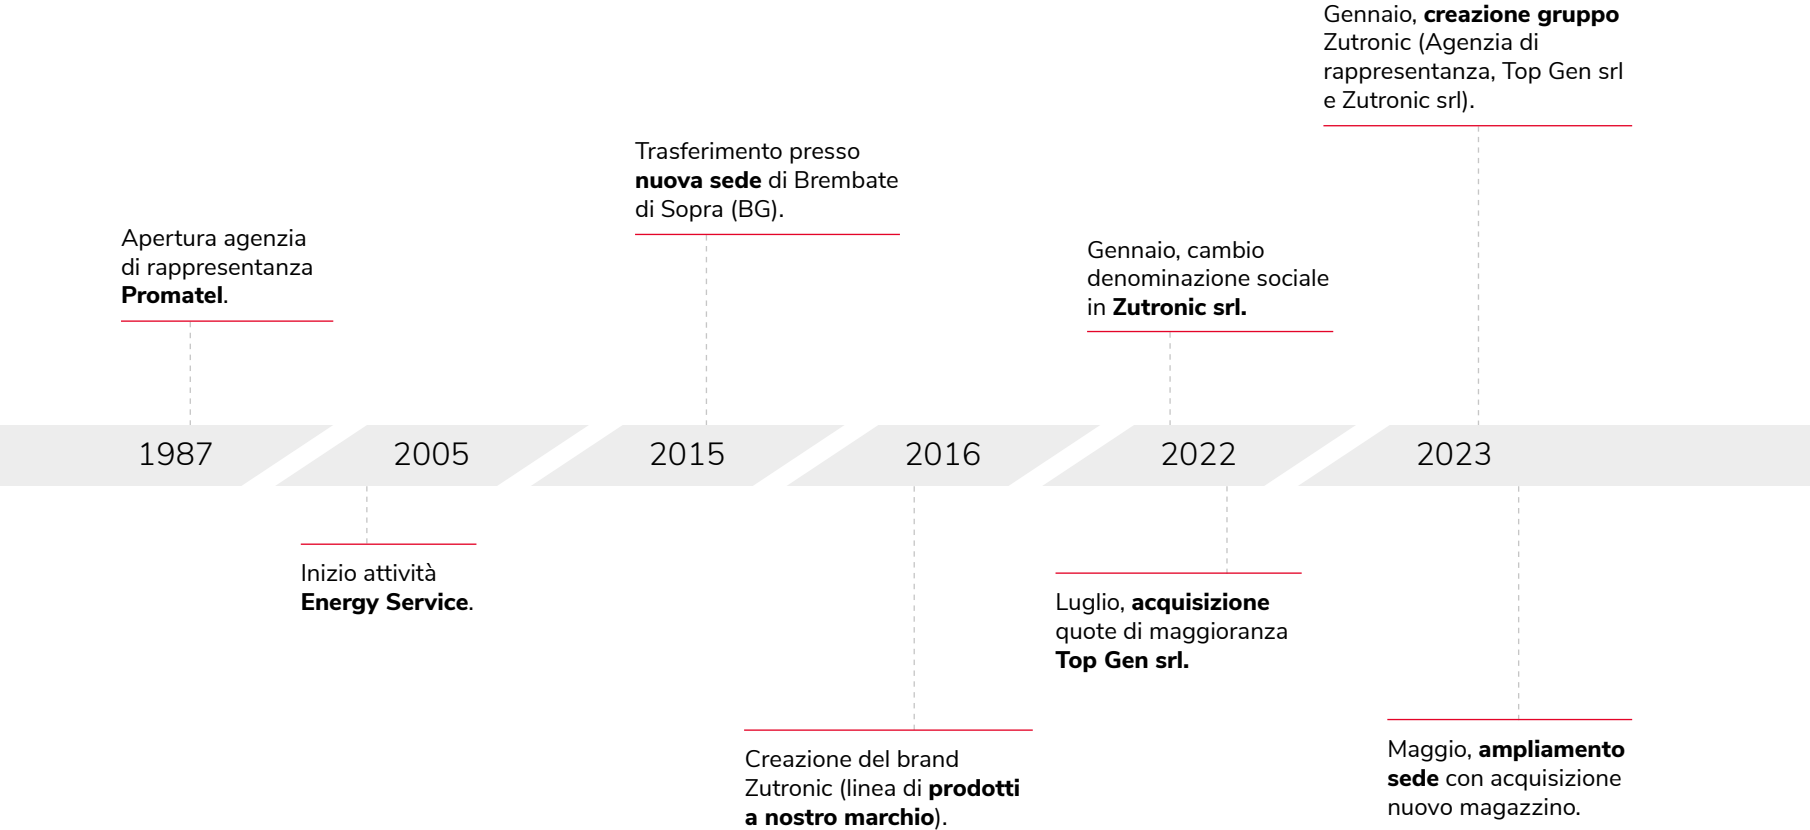 Gennaio, creazione gruppo
Zutronic (Agenzia di
rappresentanza, Top Gen srl
e Zutronic srl).
Trasferimento presso
nuova sede di Brembate
di Sopra (BG).
Apertura agenzia
di rappresentanza
Promatel.
Gennaio, cambio
denominazione sociale
in Zutronic srl.
1987
2005
2015
2016
2022
2023
Inizio attività
Energy Service.
Luglio, acquisizione
quote di maggioranza
Top Gen srl.
Creazione del brand
Zutronic (linea di prodotti
a nostro marchio).
Maggio, ampliamento
sede con acquisizione
nuovo magazzino.